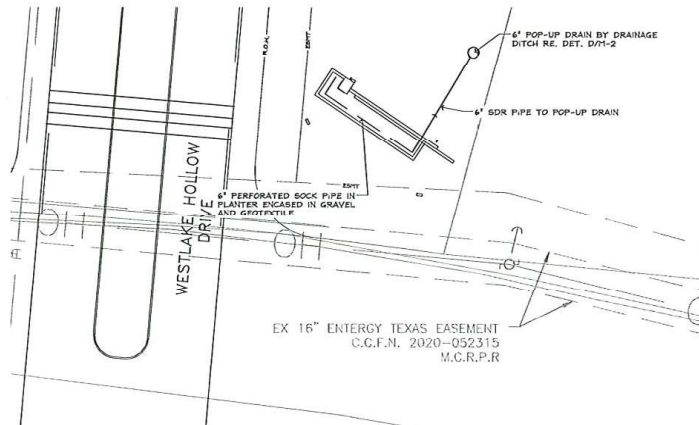 6" POP-UP DRAIN BY DRAINAGE
DITCH RE. DET. D/M-2
R.O.W.
ESMT
6" SDR PIPE TO POP-UP DRAIN
ESMT
6" PERFORATED SOCK PIPE IN
PLANTER ENCASED IN GRAVEL
AND GEOTEXTILE
WESTLAKE HOLLOW
DRIVE
EX 16" ENTERGY TEXAS EASEMENT
C.C.F.N. 2020-052315
M.C.R.P.R